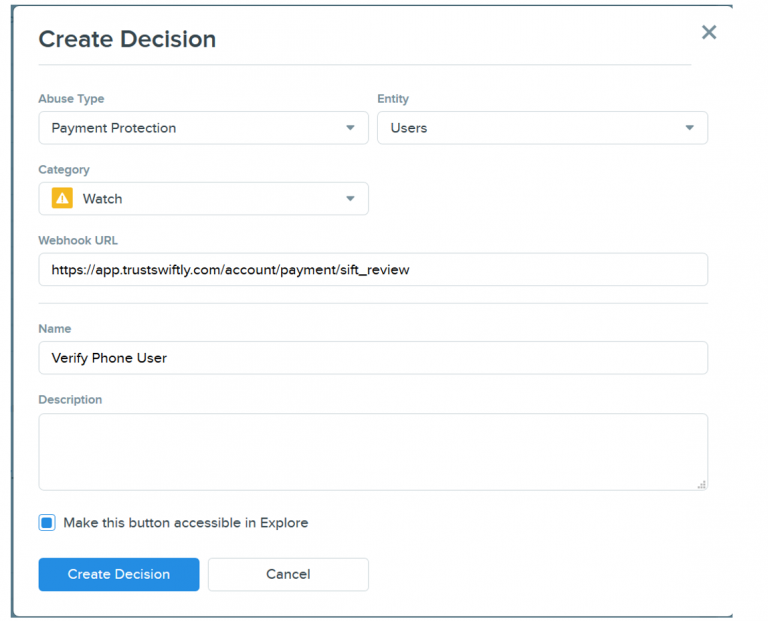 Create Decision
Abuse Type
Entity
Payment Protection
Users
Category
Watch
Webhook URL
https://app.trustswiftly.com/account/payment/sift_review
Name
Verify Phone User
Description
Make this button accessible in Explore
Create Decision
Cancel